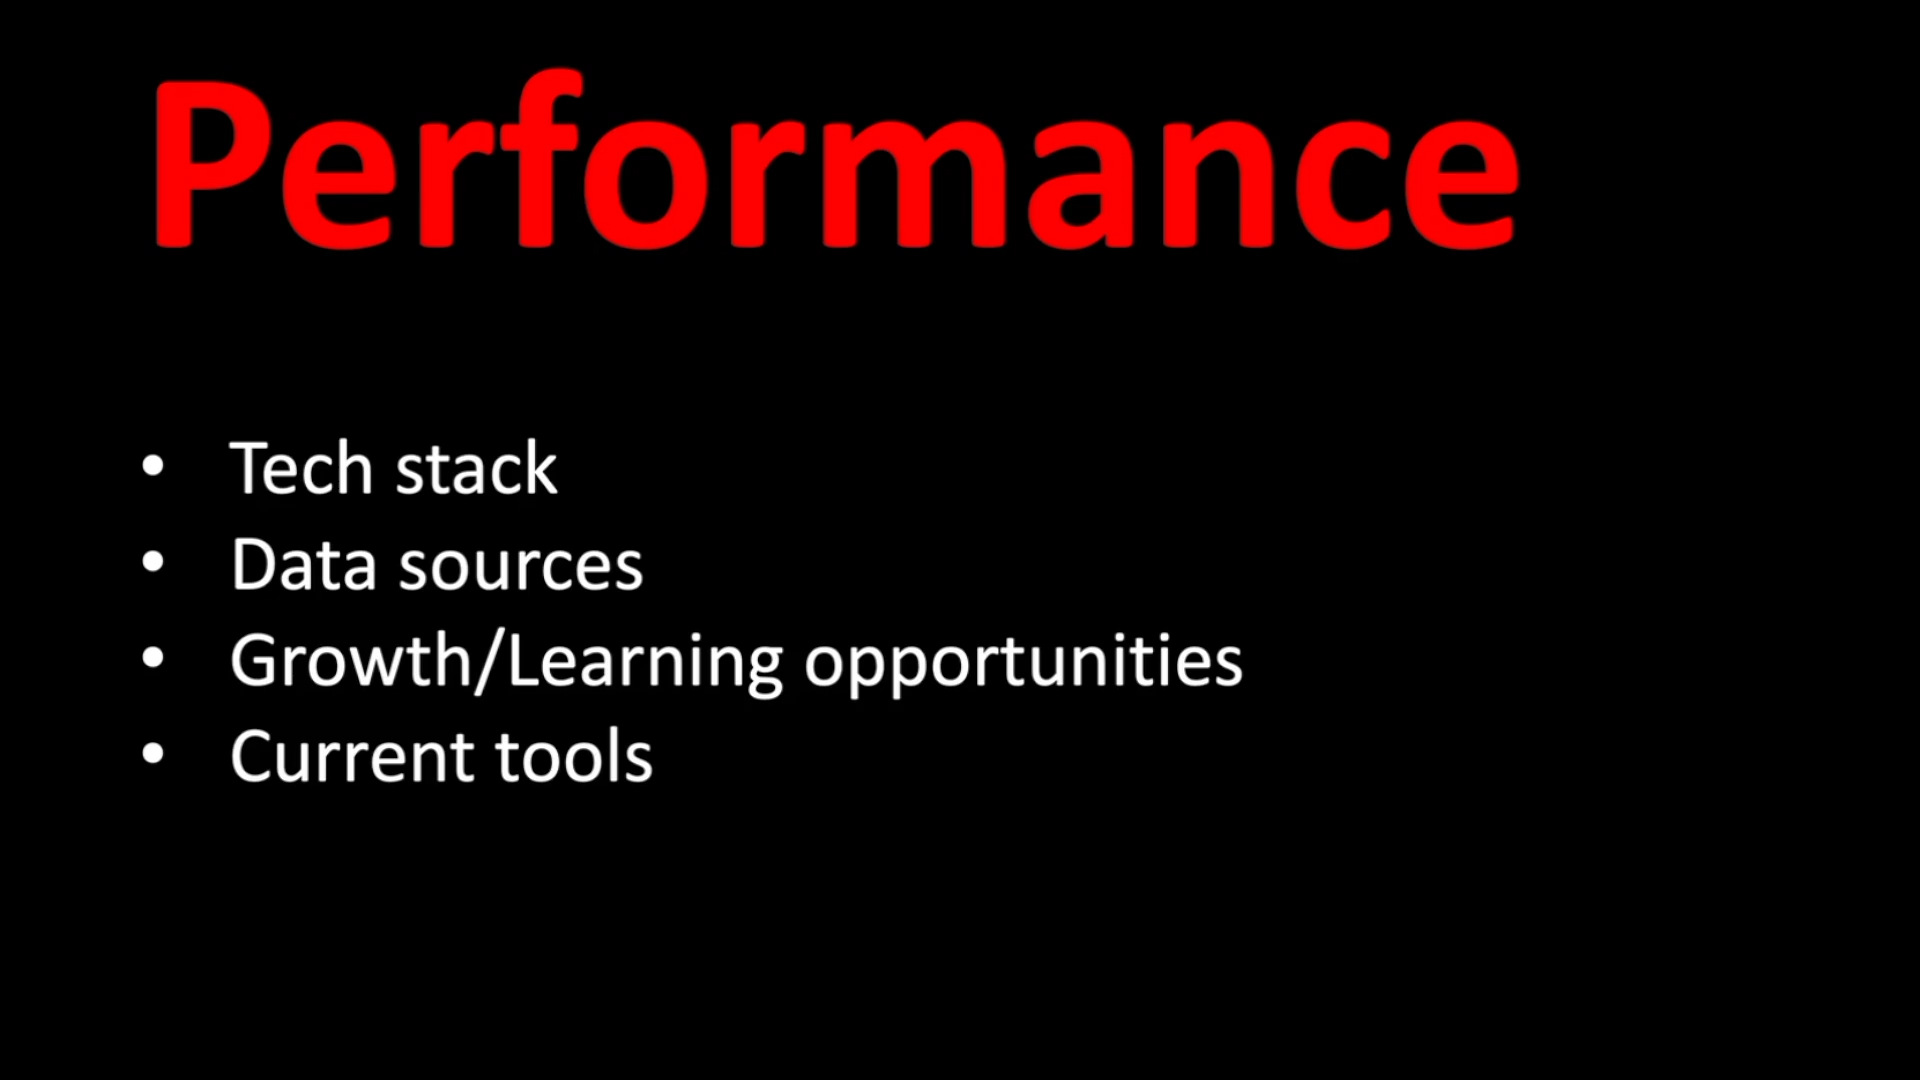 Performance
• Tech stack
• Data sources
• Growth/Learning opportunities
• Current tools